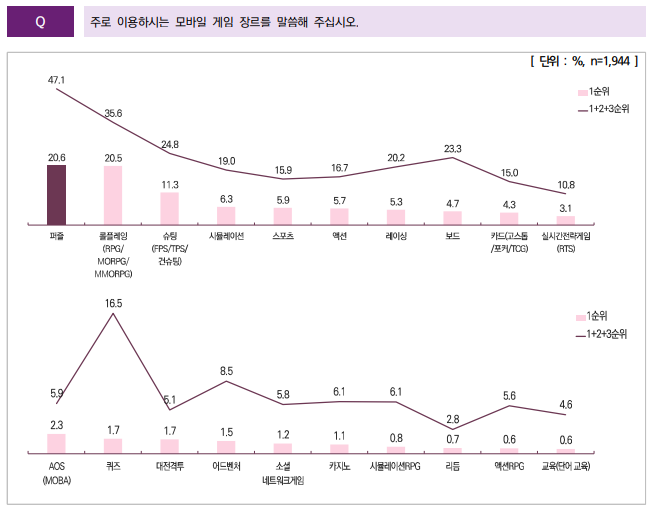 Q
주로 이용하시는 모바일 게임 장르를 말씀해 주십시오.
[ 단위 : %, n=1,944 ]
1순위
1+2+3순위
47.1
35.6
24.8
19.0
15.9
16.7
20.2
23.3
15.0
10.8
20.6
20.5
11.3
6.3
5.9
5.7
5.3
4.7
4.3
3.1
퍼즐
롤플레잉
(RPG/
MORPG/
MMORPG)
슈팅
(FPS/TPS/
건슈팅)
시뮬레이션
스포츠
액션
레이싱
보드
카드(고스톱
/포커/TCG)
실시간전략게임
(RTS)
1순위
1+2+3순위
5.9
16.5
5.1
8.5
5.8
6.1
6.1
2.8
5.6
4.6
2.3
1.7
1.7
1.5
1.2
1.1
0.8
0.7
0.6
0.6
AOS
(MOBA)
퀴즈
대전격투
어드벤처
소셜
네트워크게임
카지노
시뮬레이션RPG
리듬
액션RPG
교육(단어 교육)